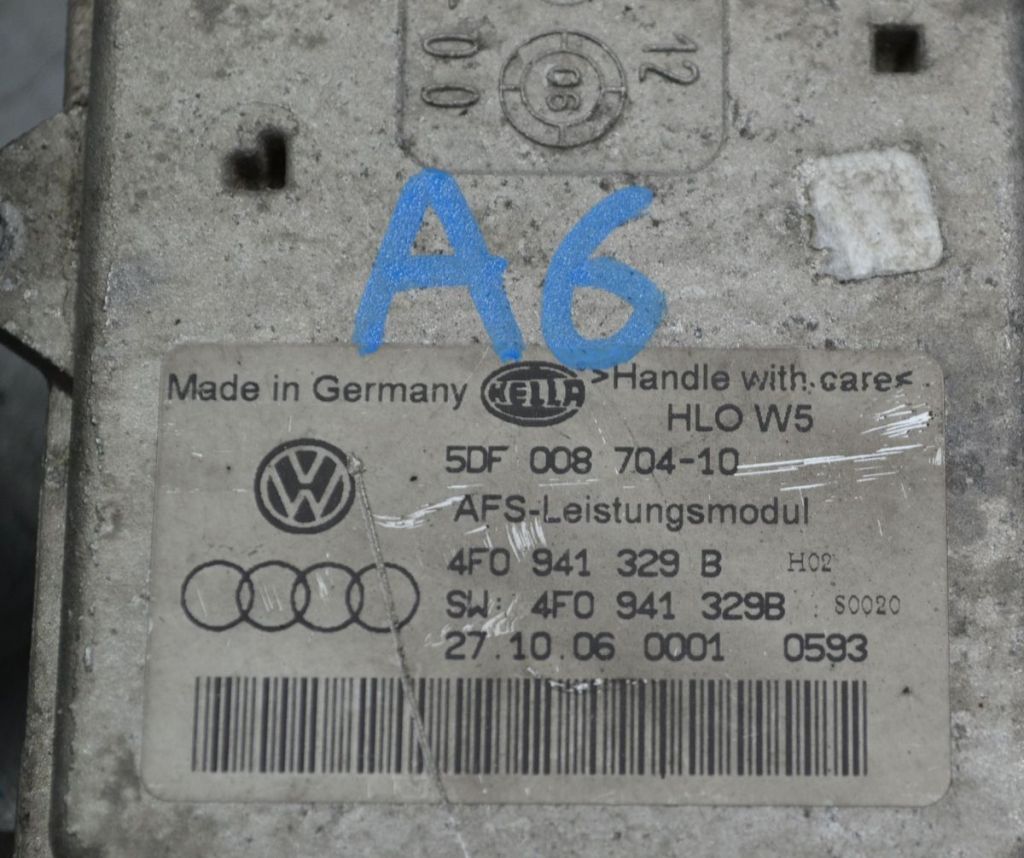 00 06 12
A6
Made in Germany HELLA >Handle with care<
HLO W5
5DF 008 704-10
AFS-Leistungsmodul
4F0 941 329 B H02
SW: 4F0 941 329B S0020
27.10.06 0001 0593